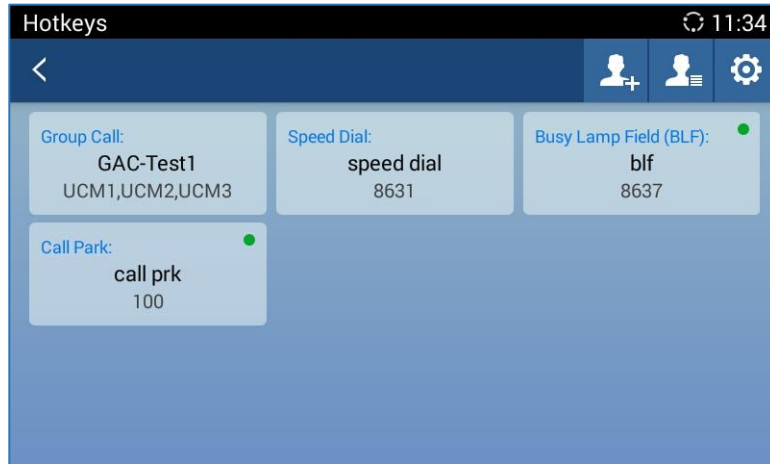 Hotkeys 11:34
Group Call:
GAC-Test1
UCM1,UCM2,UCM3
Speed Dial:
speed dial
8631
Busy Lamp Field (BLF):
blf
8637
Call Park:
call prk
100